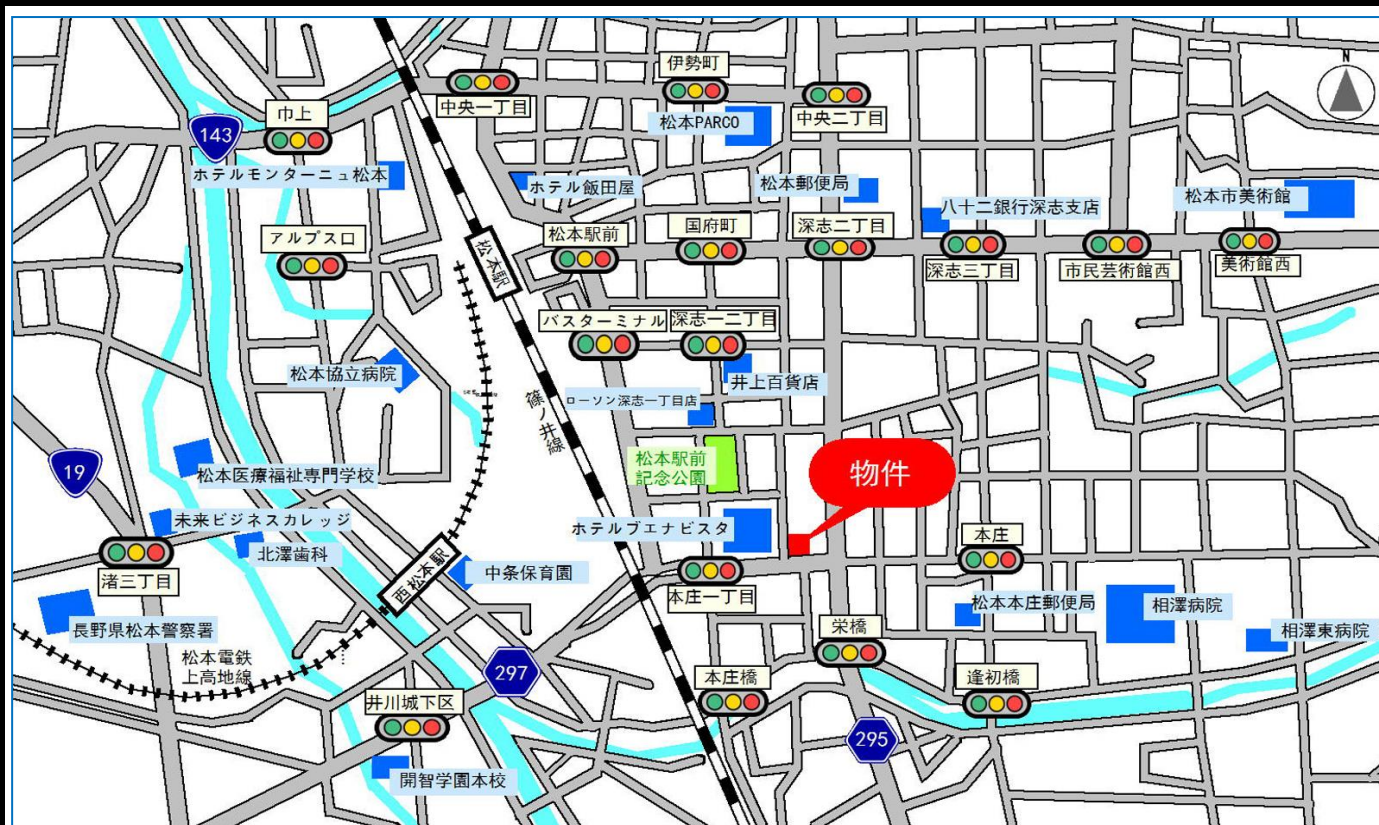 伊勢町
N
中央一丁目
中央二丁目
巾上
143
松本PARCO
ホテルモンターニュ松本
ホテル飯田屋
松本郵便局
八十二銀行深志支店
松本市美術館
アルプス口
松本駅
松本駅前
国府町
深志二丁目
深志三丁目
市民芸術館西
美術館西
バスターミナル
深志一二丁目
松本協立病院
井上百貨店
ローソン深志一丁目店
篠ノ井線
松本駅前
記念公園
物件
19
松本医療福祉専門学校
未来ビジネスカレッジ
北澤歯科
ホテルブエナビスタ
本庄
渚三丁目
西松本駅
中条保育園
本庄一丁目
松本本庄郵便局
相澤病院
相澤東病院
長野県松本警察署
松本電鉄
上高地線
栄橋
297
本庄橋
逢初橋
井川城下区
295
開智学園本校